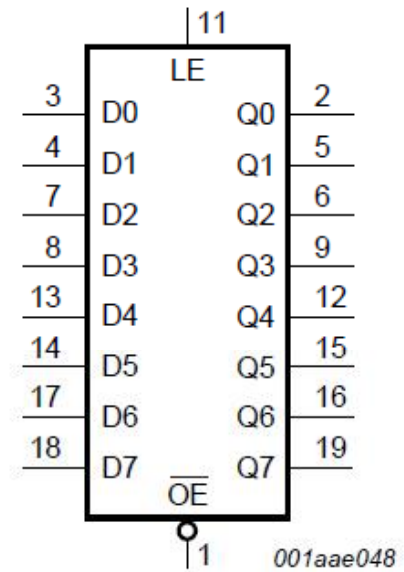 11
LE
3 D0 Q0 2
4 D1 Q1 5
7 D2 Q2 6
8 D3 Q3 9
13 D4 Q4 12
14 D5 Q5 15
17 D6 Q6 16
18 D7 Q7 19
O̅E̅
1 001aae048